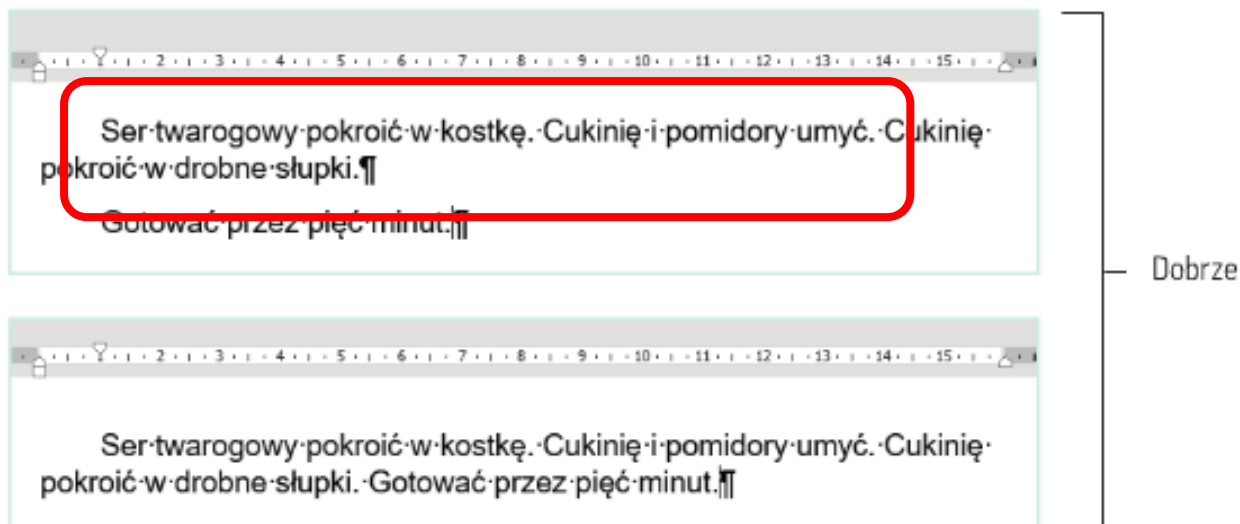 1 2 3 4 5 6 7 8 9 10 11 12 13 14 15
Ser·twarogowy·pokroić·w·kostkę.·Cukinię·i·pomidory·umyć.·Cukinię·
pokroić·w·drobne·słupki.¶
Gotować·przez·pięć·minut.¶
Dobrze
1 2 3 4 5 6 7 8 9 10 11 12 13 14 15
Ser·twarogowy·pokroić·w·kostkę.·Cukinię·i·pomidory·umyć.·Cukinię·
pokroić·w·drobne·słupki.·Gotować·przez·pięć·minut.¶